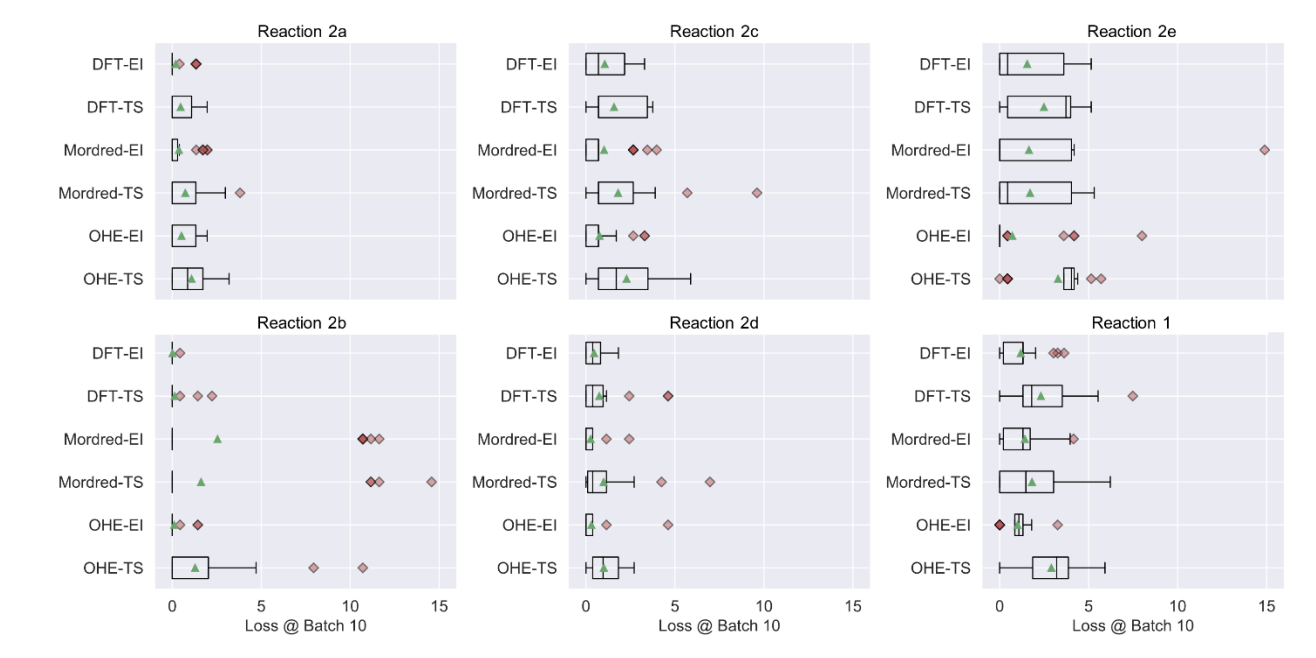 Reaction 2a
DFT-EI
DFT-TS
Mordred-EI
Mordred-TS
OHE-EI
OHE-TS
Reaction 2c
DFT-EI
DFT-TS
Mordred-EI
Mordred-TS
OHE-EI
OHE-TS
Reaction 2e
DFT-EI
DFT-TS
Mordred-EI
Mordred-TS
OHE-EI
OHE-TS
Reaction 2b
DFT-EI
DFT-TS
Mordred-EI
Mordred-TS
OHE-EI
OHE-TS
0 5 10 15
Loss @ Batch 10
Reaction 2d
DFT-EI
DFT-TS
Mordred-EI
Mordred-TS
OHE-EI
OHE-TS
0 5 10 15
Loss @ Batch 10
Reaction 1
DFT-EI
DFT-TS
Mordred-EI
Mordred-TS
OHE-EI
OHE-TS
0 5 10 15
Loss @ Batch 10